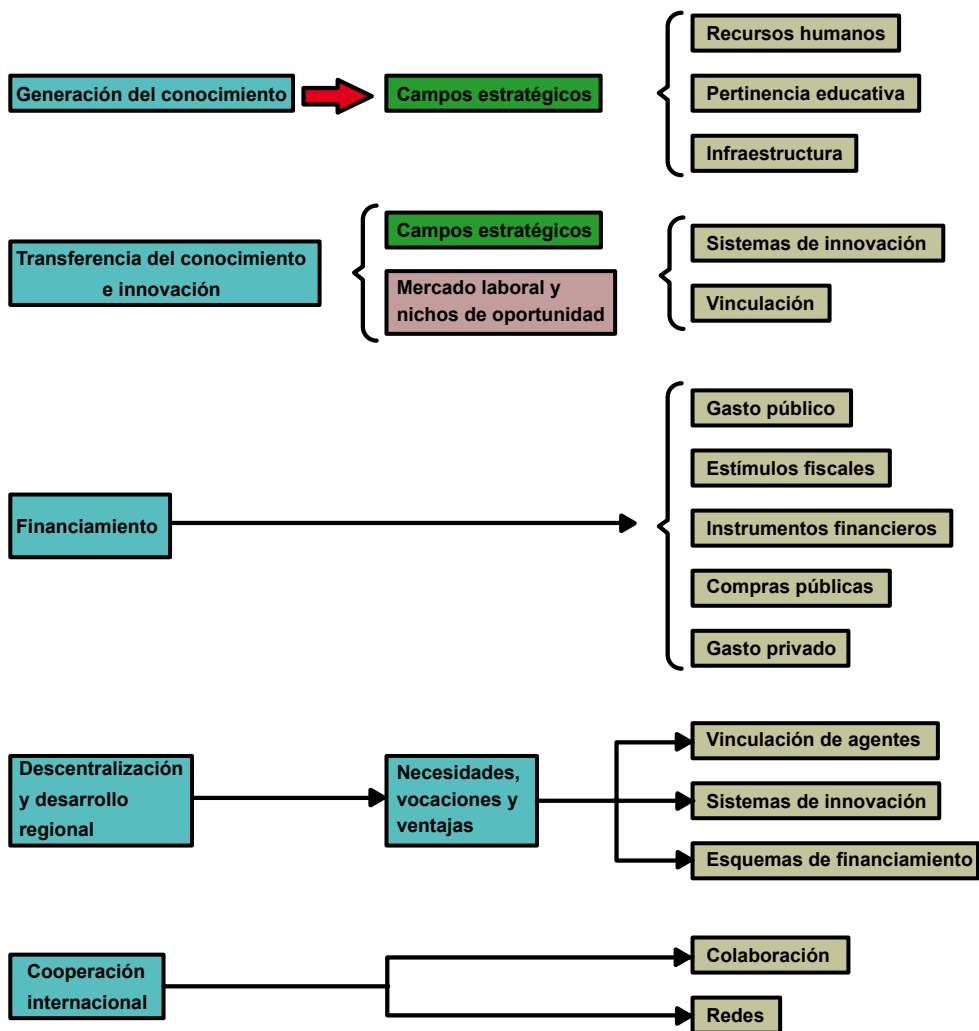 Generación del conocimiento
Campos estratégicos
Recursos humanos
Pertinencia educativa
Infraestructura
Transferencia del conocimiento
e innovación
Campos estratégicos
Mercado laboral y
nichos de oportunidad
Sistemas de innovación
Vinculación
Financiamiento
Gasto público
Estímulos fiscales
Instrumentos financieros
Compras públicas
Gasto privado
Descentralización
y desarrollo
regional
Necesidades,
vocaciones y
ventajas
Vinculación de agentes
Sistemas de innovación
Esquemas de financiamiento
Cooperación
internacional
Colaboración
Redes